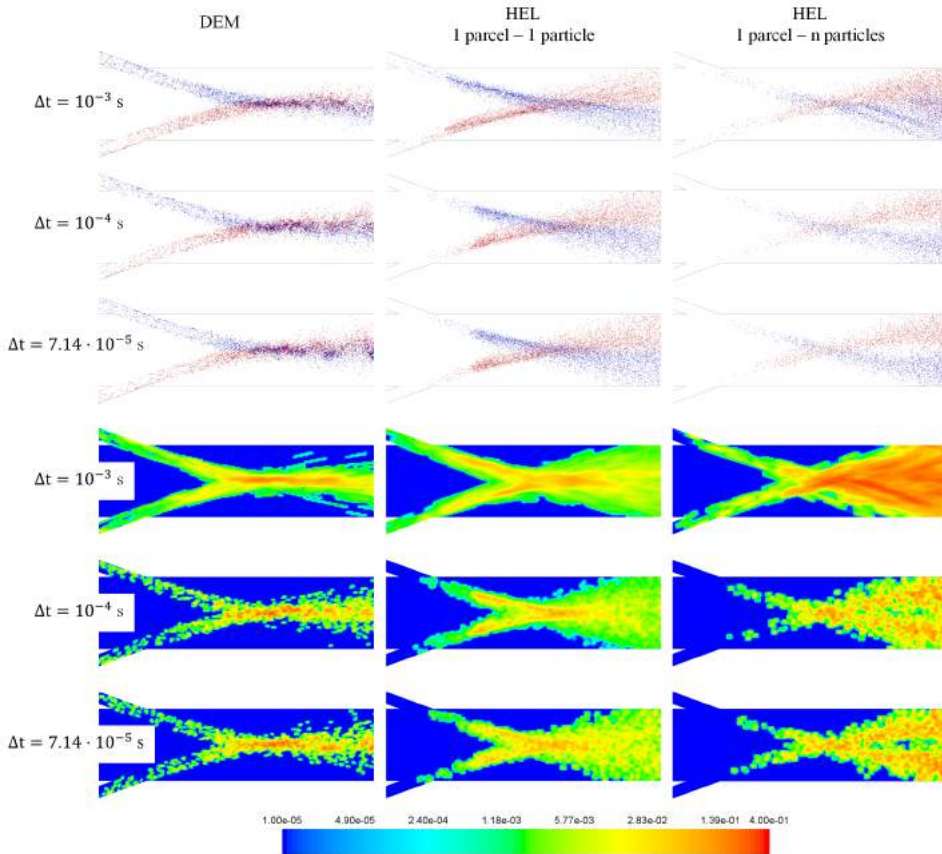 DEM
HEL
1 parcel – 1 particle
HEL
1 parcel – n particles
Δt = 10⁻³ s
Δt = 10⁻⁴ s
Δt = 7.14 · 10⁻⁵ s
Δt = 10⁻³ s
Δt = 10⁻⁴ s
Δt = 7.14 · 10⁻⁵ s
1.00e-05 4.90e-05 2.40e-04 1.18e-03 5.77e-03 2.83e-02 1.39e-01 4.00e-01